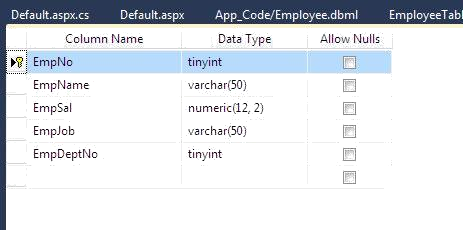 Default.aspx.cs Default.aspx App_Code/Employee.dbml
Column Name Data Type Allow Nulls
EmpNo tinyint
EmpName varchar(50)
EmpSal numeric(12, 2)
EmpJob varchar(50)
EmpDeptNo tinyint